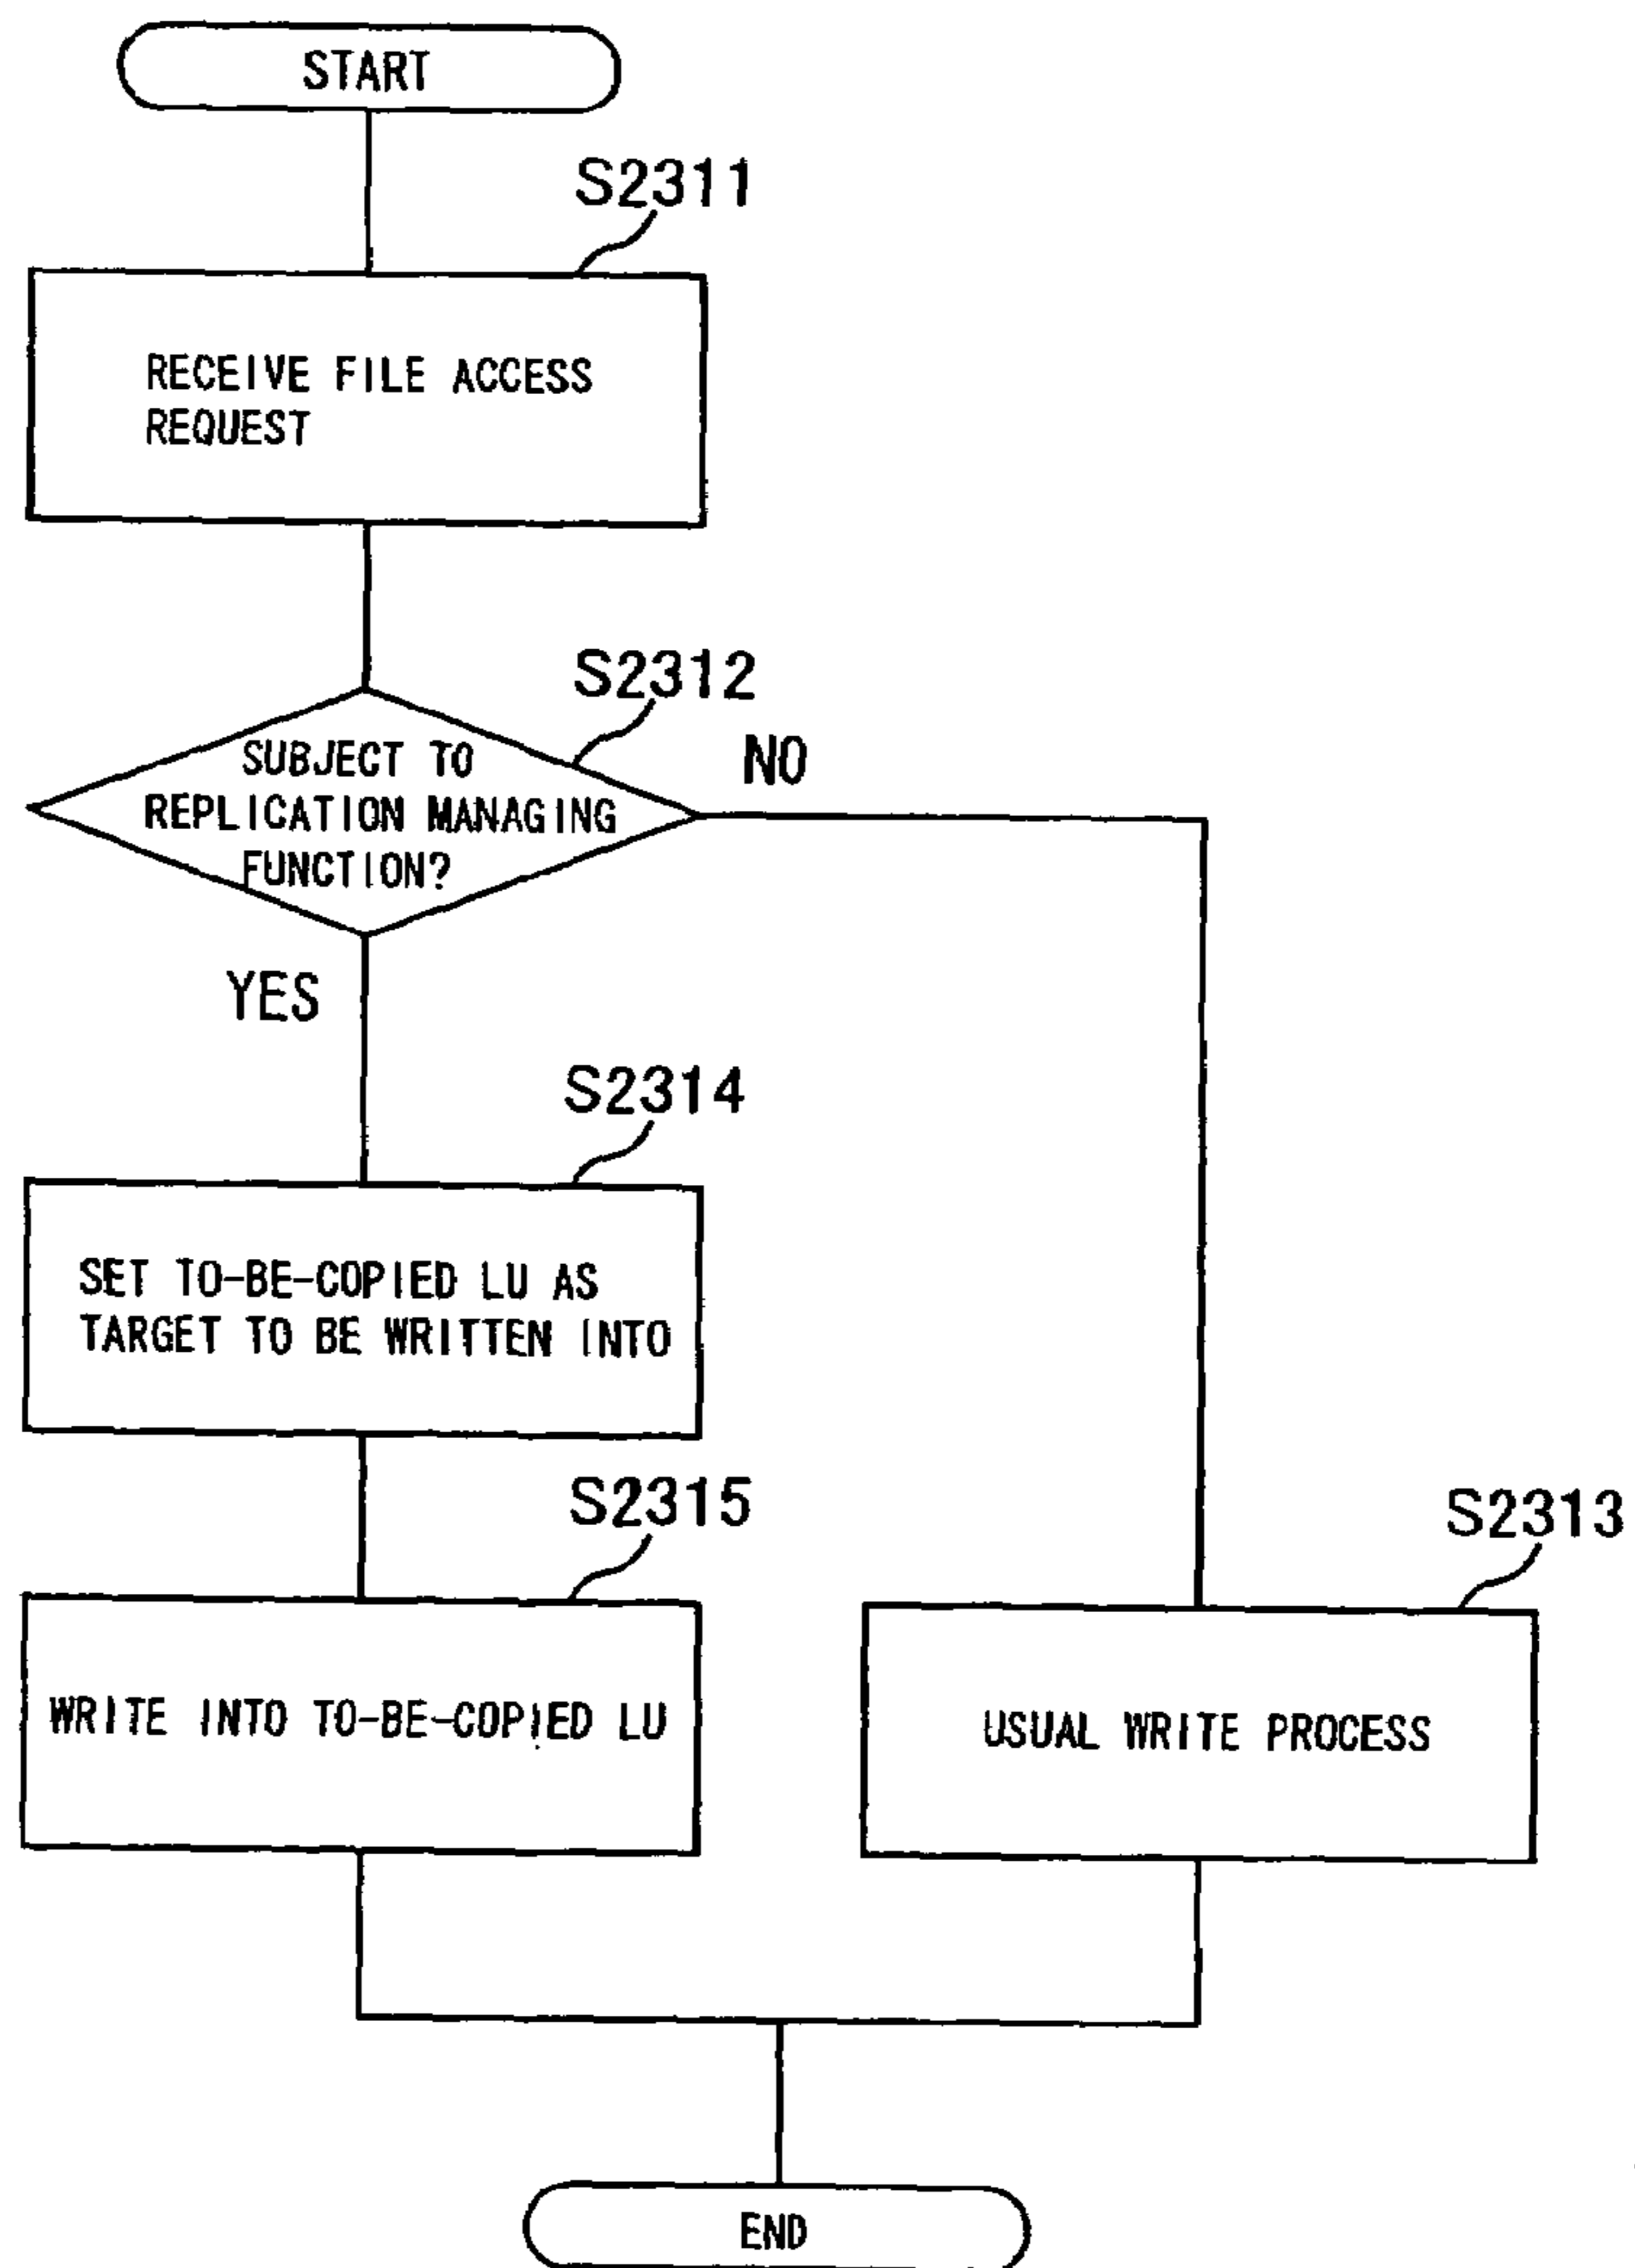 START
S2311
RECEIVE FILE ACCESS
REQUEST
S2312
NO
SUBJECT TO
REPLICATION MANAGING
FUNCTION?
YES
S2314
SET TO-BE-COPIED LU AS
TARGET TO BE WRITTEN INTO
S2315
S2313
WRITE INTO TO-BE-COPIED LU
USUAL WRITE PROCESS
END